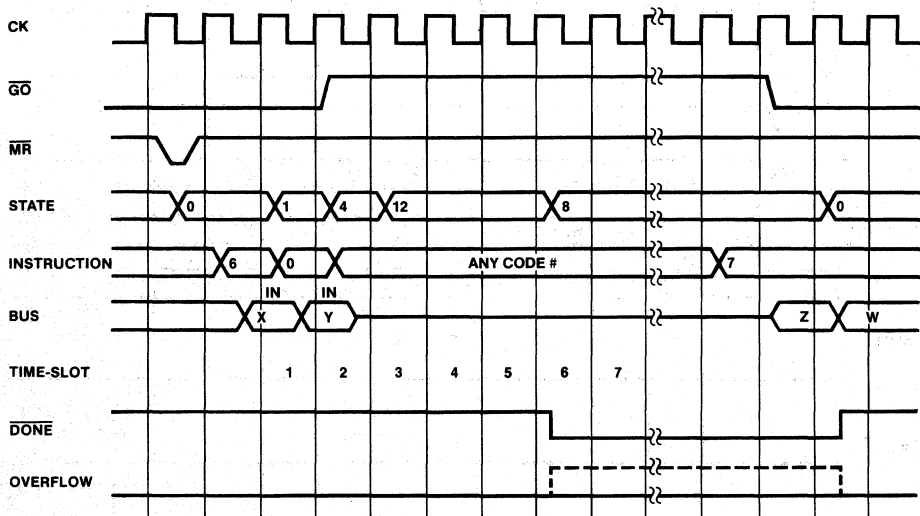 CK
GO
MR
STATE 0 1 4 12 8 0
INSTRUCTION 6 0 ANY CODE # 7
IN IN
BUS X Y Z W
TIME-SLOT 1 2 3 4 5 6 7
DONE
OVERFLOW